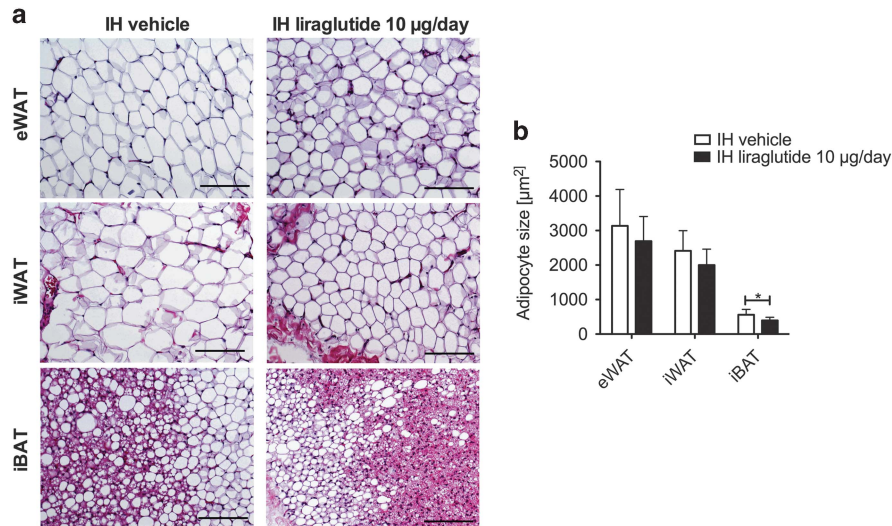 a
IH vehicle
IH liraglutide 10 µg/day
eWAT
iWAT
iBAT
b
IH vehicle
IH liraglutide 10 µg/day
Adipocyte size [µm²]
5000
4000
3000
2000
1000
0
*
eWAT
iWAT
iBAT